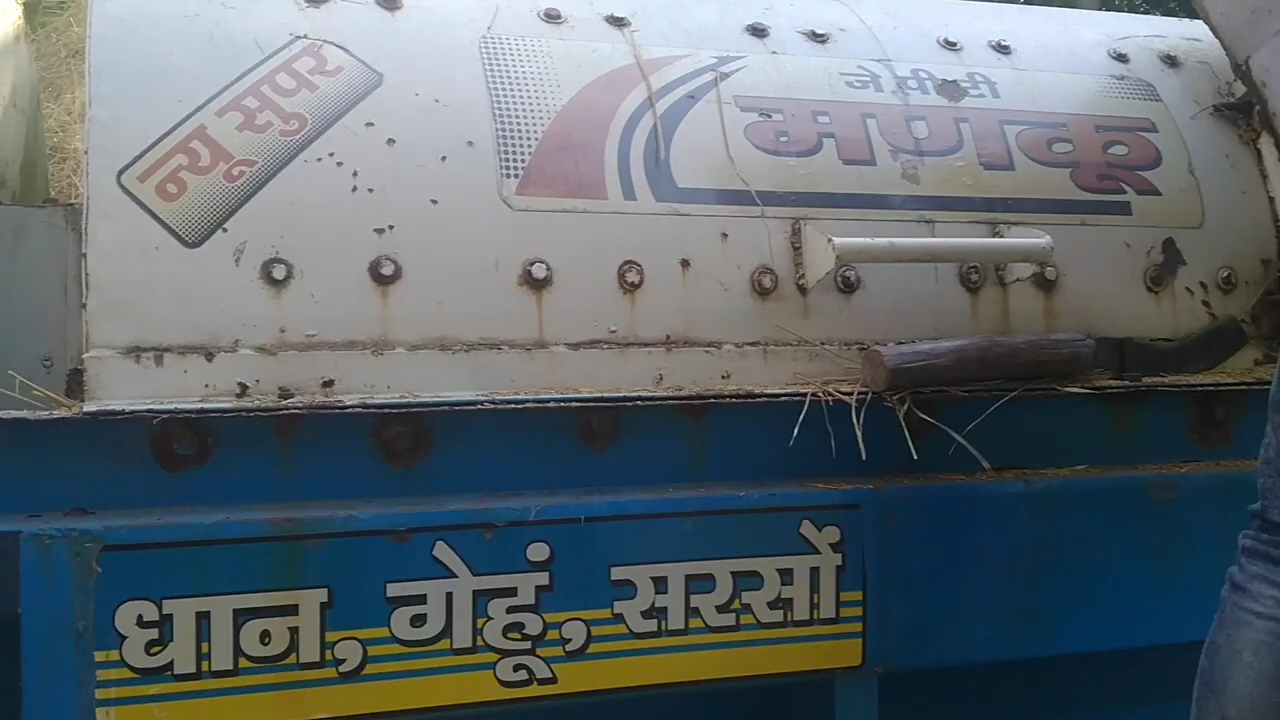 न्यू सुपर
जे पी टी
मणकू
धान, गेहूं, सरसों